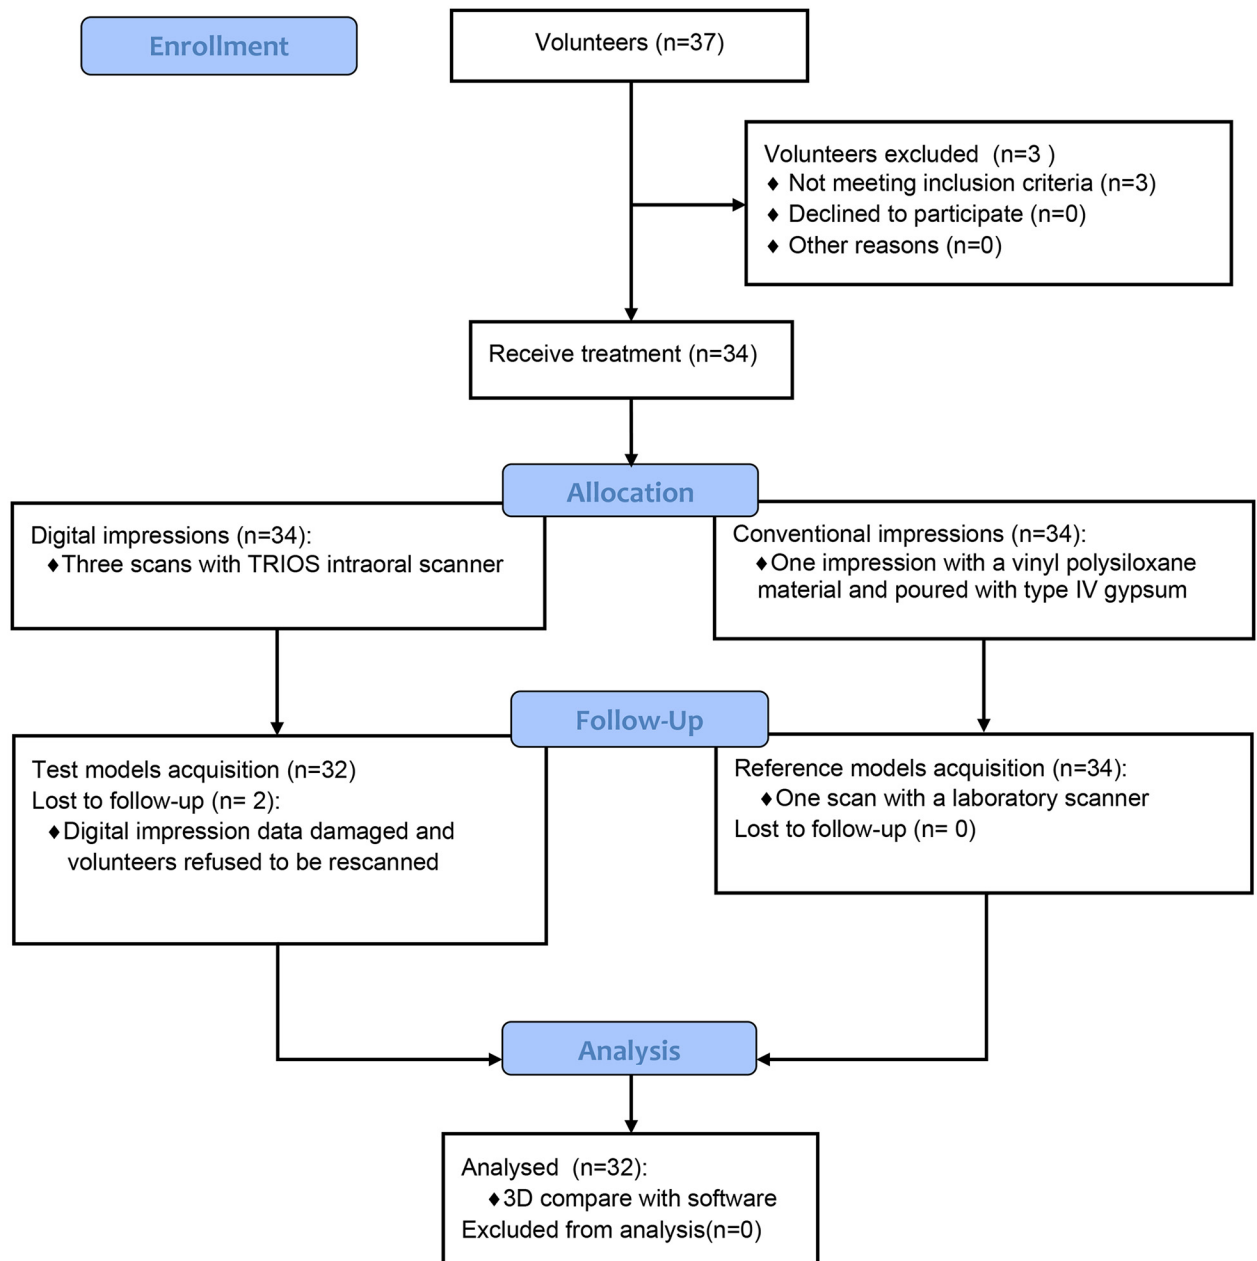 Enrollment
Volunteers (n=37)
Volunteers excluded  (n=3 )
♦ Not meeting inclusion criteria (n=3)
♦ Declined to participate (n=0)
♦ Other reasons (n=0)
Receive treatment (n=34)
Allocation
Digital impressions (n=34):
♦Three scans with TRIOS intraoral scanner
Conventional impressions (n=34):
♦One impression with a vinyl polysiloxane
material and poured with type IV gypsum
Follow-Up
Test models acquisition (n=32)
Lost to follow-up (n= 2):
♦Digital impression data damaged and
volunteers refused to be rescanned
Reference models acquisition (n=34):
♦One scan with a laboratory scanner
Lost to follow-up (n= 0)
Analysis
Analysed  (n=32):
♦3D compare with software
Excluded from analysis(n=0)